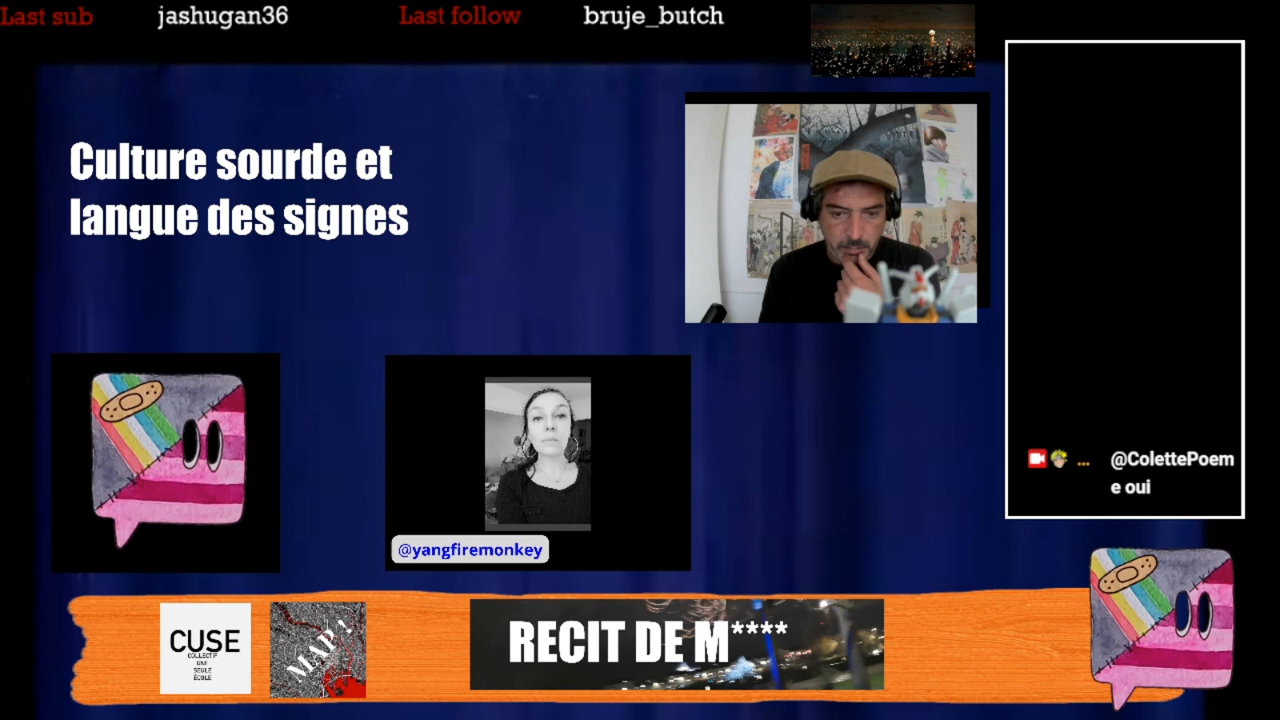 Last sub jashugan36 Last follow bruje_butch
Culture sourde et
langue des signes
@ColettePoem
e oui
@yangfiremonkey
CUSE
COLLECTIF
UNE
SEULE
ÉCOLE
MAP !
RECIT DE M****